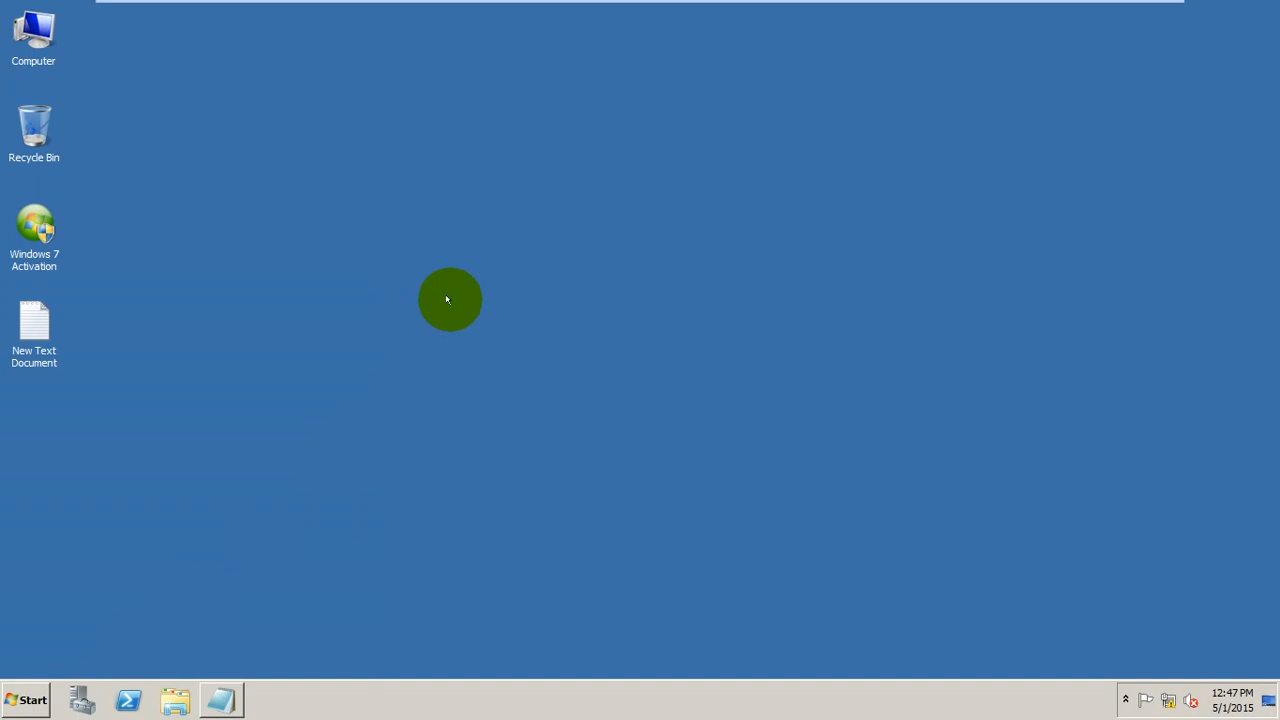 Computer
Recycle Bin
Windows 7
Activation
New Text
Document
Start
12:47 PM
5/1/2015